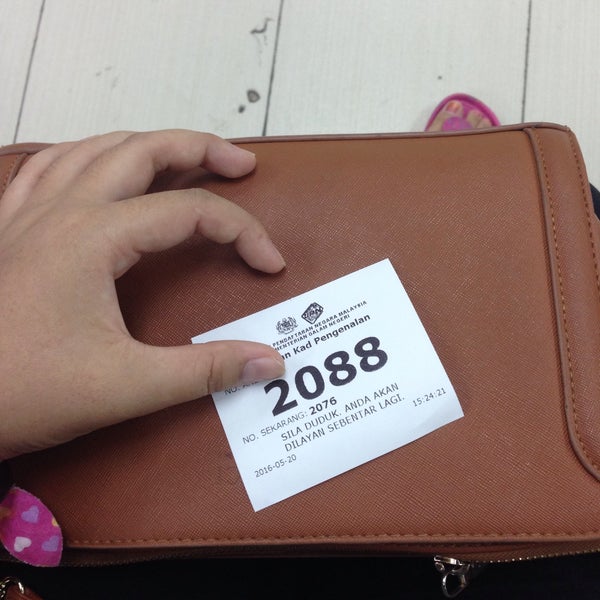 PENDAFTARAN NEGARA MALAYSIA
KEMENTERIAN DALAM NEGERI
Kad Pengenalan
NO.
2088
NO. SEKARANG: 2076
SILA DUDUK. ANDA AKAN
DILAYAN SEBENTAR LAGI.
2016-05-20
15:24:21